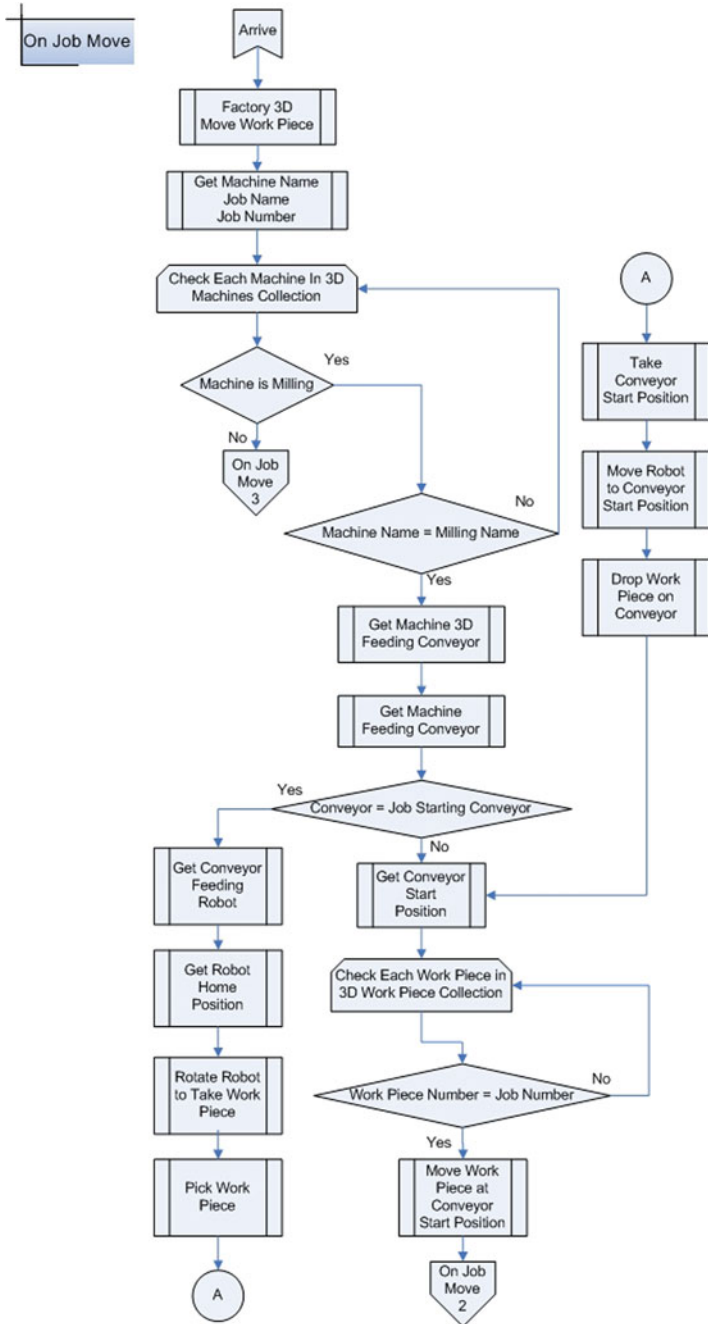 On Job Move
Arrive
Factory 3D
Move Work Piece
Get Machine Name
Job Name
Job Number
Check Each Machine In 3D
Machines Collection
Machine is Milling
Yes
No
On Job
Move
3
Machine Name = Milling Name
No
Yes
Get Machine 3D
Feeding Conveyor
Get Machine
Feeding Conveyor
Conveyor = Job Starting Conveyor
Yes
No
Get Conveyor
Feeding
Robot
Get Robot
Home
Position
Rotate Robot
to Take Work
Piece
Pick Work
Piece
A
A
Take
Conveyor
Start Position
Move Robot
to Conveyor
Start Position
Drop Work
Piece on
Conveyor
Get Conveyor
Start
Position
Check Each Work Piece in
3D Work Piece Collection
Work Piece Number = Job Number
No
Yes
Move Work
Piece at
Conveyor
Start Position
On Job
Move
2